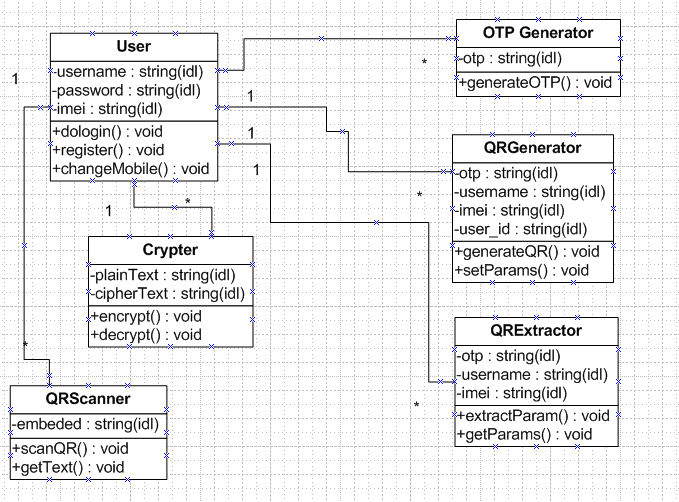 User
-username : string(idl)
-password : string(idl)
-imei : string(idl)
+dologin() : void
+register() : void
+changeMobile() : void
OTP Generator
-otp : string(idl)
+generateOTP() : void
QRGenerator
-otp : string(idl)
-username : string(idl)
-imei : string(idl)
-user_id : string(idl)
+generateQR() : void
+setParams() : void
Crypter
-plainText : string(idl)
-cipherText : string(idl)
+encrypt() : void
+decrypt() : void
QRExtractor
-otp : string(idl)
-username : string(idl)
-imei : string(idl)
+extractParam() : void
+getParams() : void
QRScanner
-embeded : string(idl)
+scanQR() : void
+getText() : void
1
*
1
1
*
1
1
*
*
*